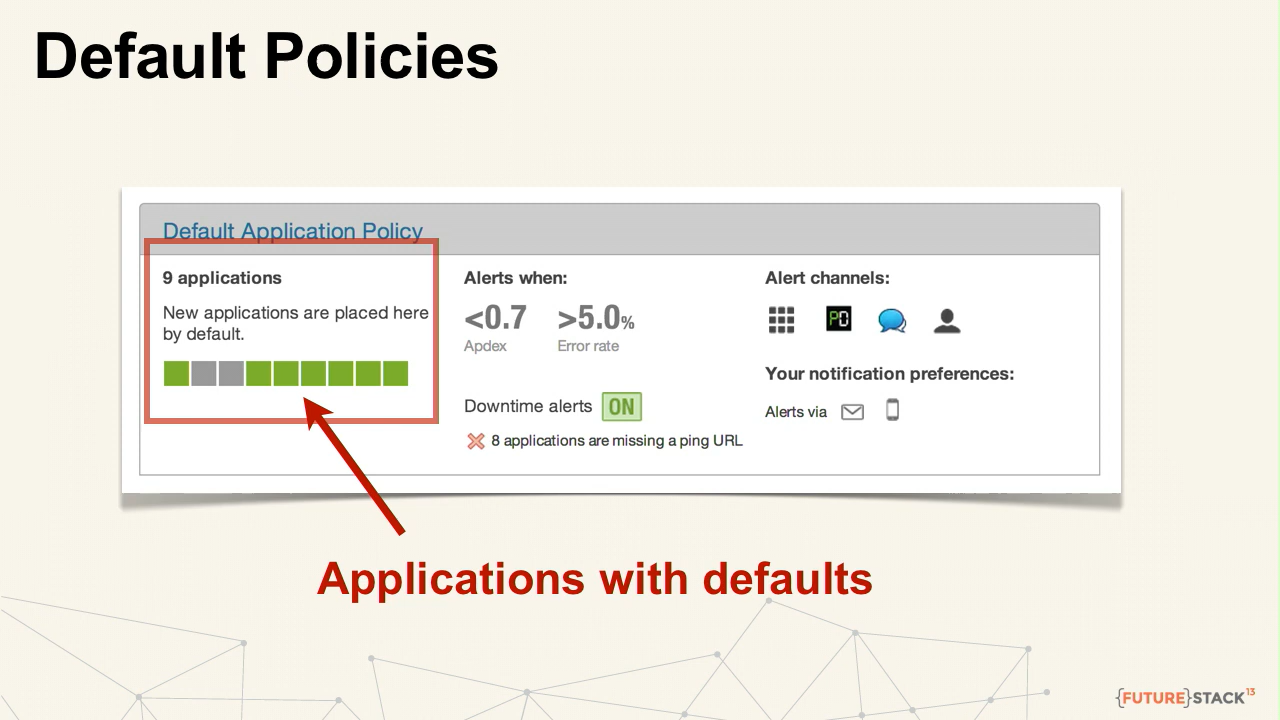 Default Policies
Default Application Policy
9 applications
New applications are placed here
by default.
Alerts when:
<0.7
Apdex
>5.0%
Error rate
Downtime alerts ON
8 applications are missing a ping URL
Alert channels:
PD
Your notification preferences:
Alerts via
Applications with defaults
{FUTURE}STACK13